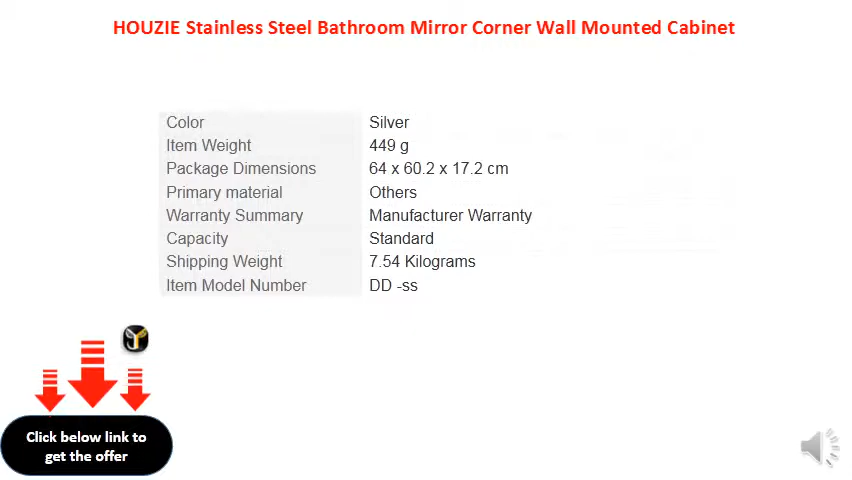 HOUZIE Stainless Steel Bathroom Mirror Corner Wall Mounted Cabinet
Color Silver
Item Weight 449 g
Package Dimensions 64 x 60.2 x 17.2 cm
Primary material Others
Warranty Summary Manufacturer Warranty
Capacity Standard
Shipping Weight 7.54 Kilograms
Item Model Number DD -ss
Click below link to
get the offer